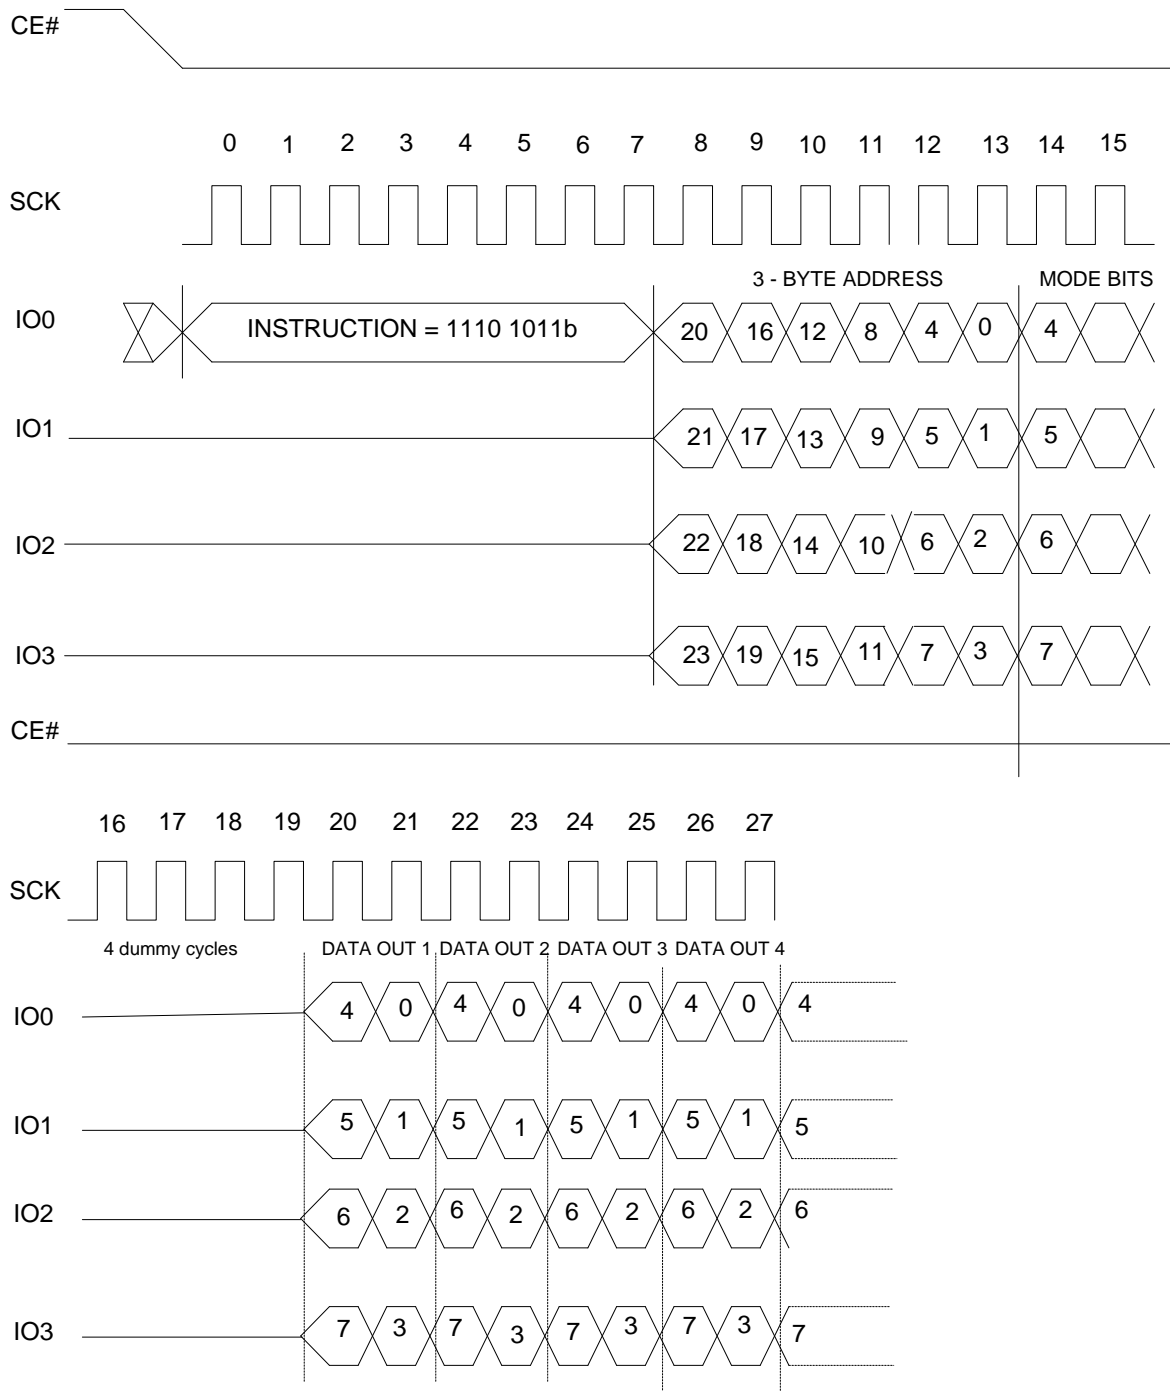 CE#
0 1 2 3 4 5 6 7 8 9 10 11 12 13 14 15
SCK
3 - BYTE ADDRESS MODE BITS
IO0 INSTRUCTION = 1110 1011b 20 16 12 8 4 0 4
IO1 21 17 13 9 5 1 5
IO2 22 18 14 10 6 2 6
IO3 23 19 15 11 7 3 7
CE#
16 17 18 19 20 21 22 23 24 25 26 27
SCK
4 dummy cycles DATA OUT 1 DATA OUT 2 DATA OUT 3 DATA OUT 4
IO0 4 0 4 0 4 0 4 0 4
IO1 5 1 5 1 5 1 5 1 5
IO2 6 2 6 2 6 2 6 2 6
IO3 7 3 7 3 7 3 7 3 7